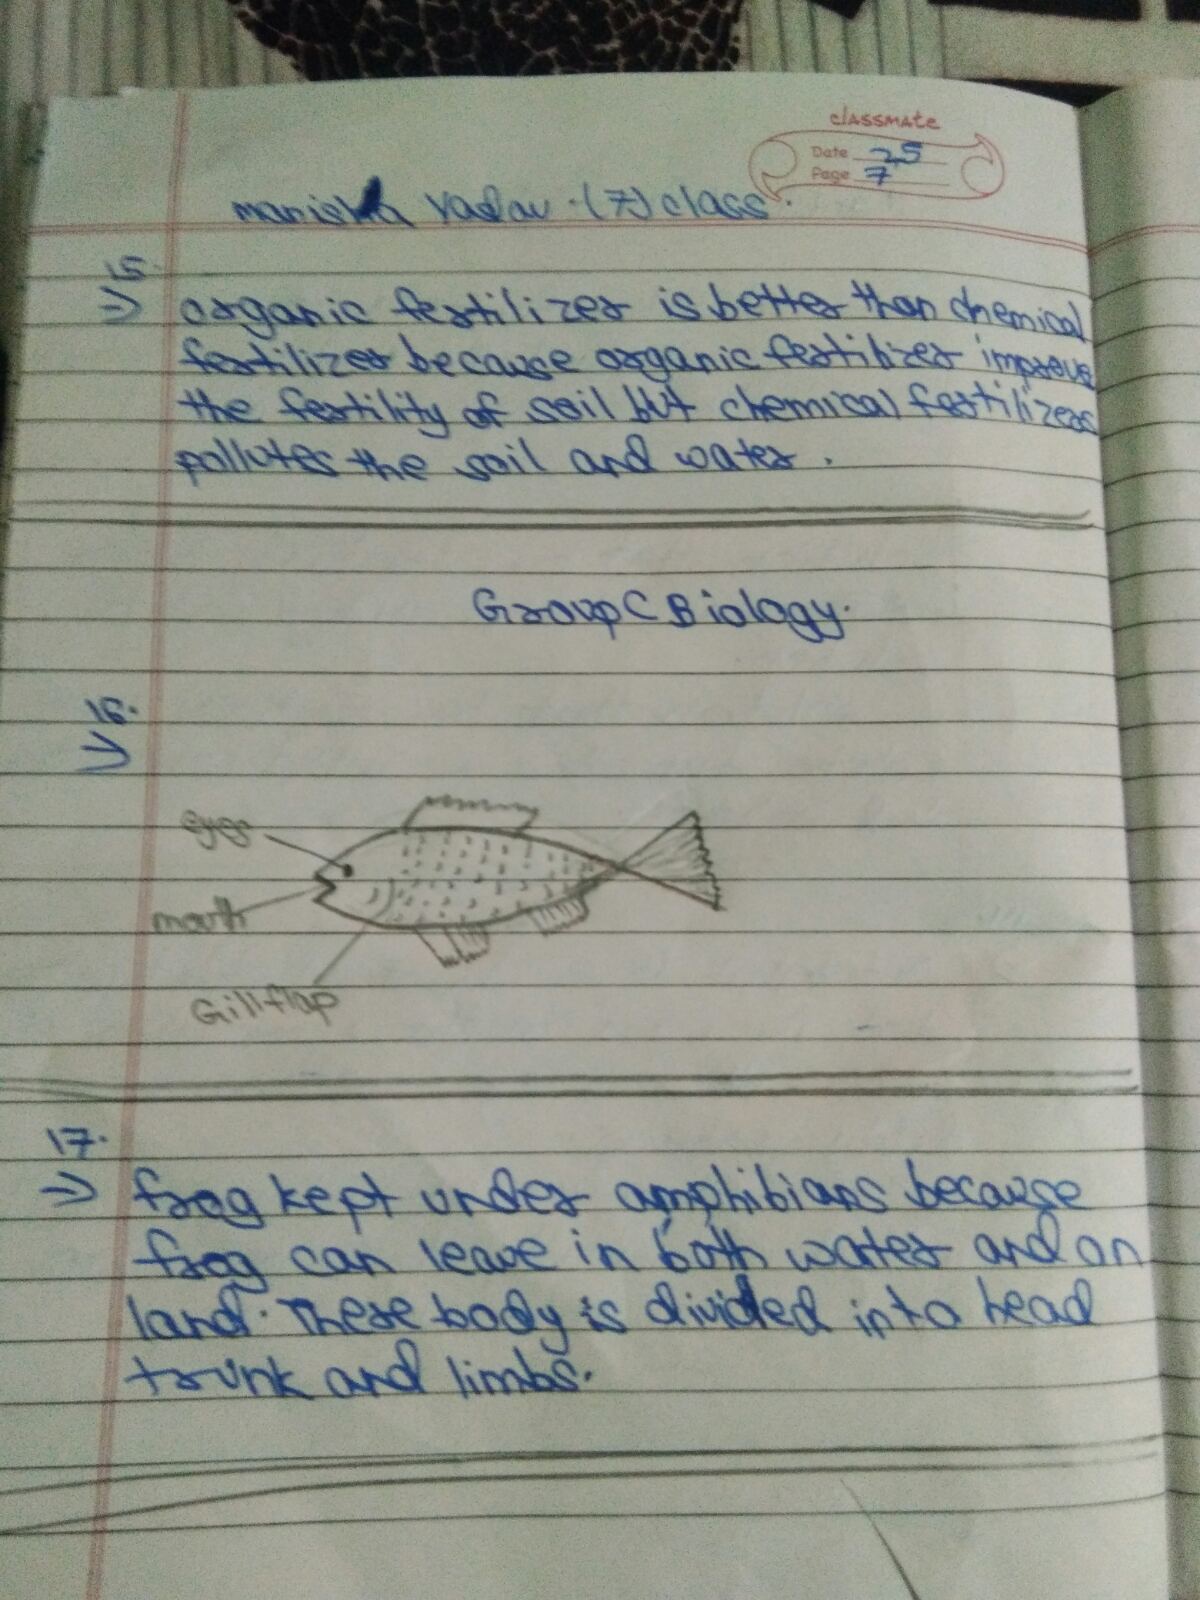 classmate
Date 25
Page 7
manisha Yadav (7) class.
15.
⇒ organic fertilizer is better than chemical
fertilizer because organic fertilizer improve
the fertility of soil but chemical fertilizers
pollutes the soil and water.
Group C Biology.
16.
⇒
eyes
mouth
Gill flap
17.
⇒ frog kept under amphibians because
frog can leave in both water and on
land. There body is divided into head
trunk and limbs.